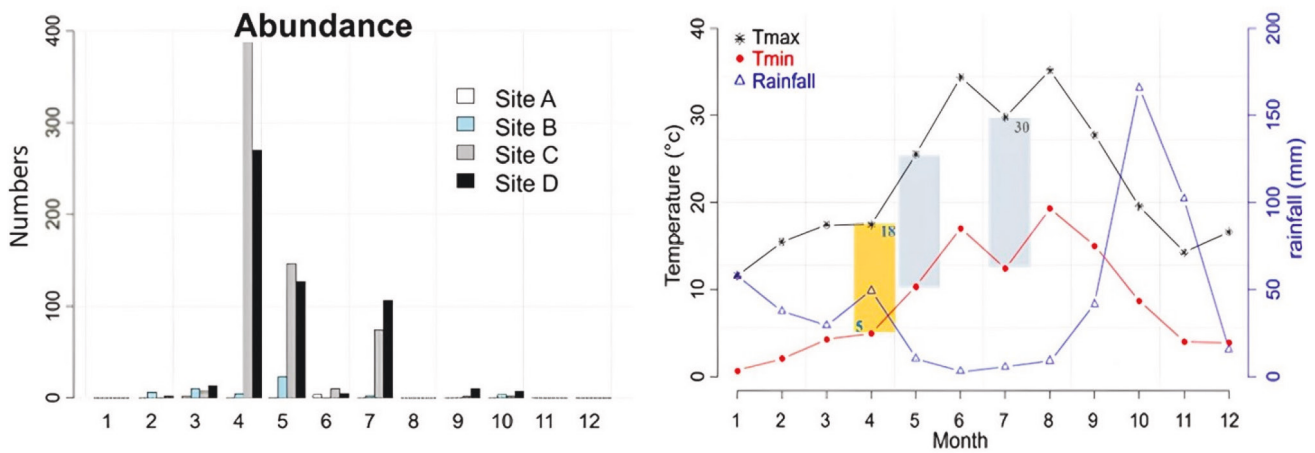 Abundance
Numbers
400
300
200
100
0
Site A
Site B
Site C
Site D
1 2 3 4 5 6 7 8 9 10 11 12
Temperature (°c)
40
30
20
10
0
Tmax
Tmin
Rainfall
18
5
30
200
150
100
50
0
rainfall (mm)
1 2 3 4 5 6 7 8 9 10 11 12
Month